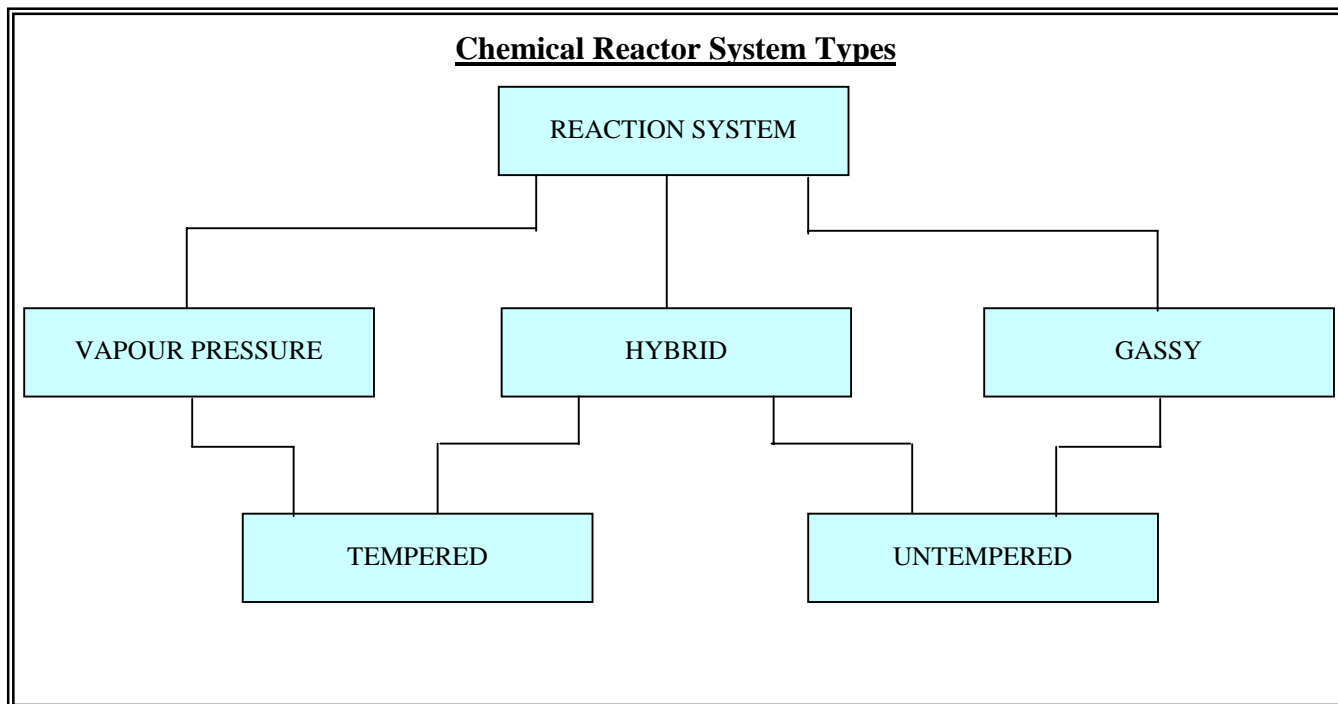 Chemical Reactor System Types
REACTION SYSTEM
VAPOUR PRESSURE
HYBRID
GASSY
TEMPERED
UNTEMPERED